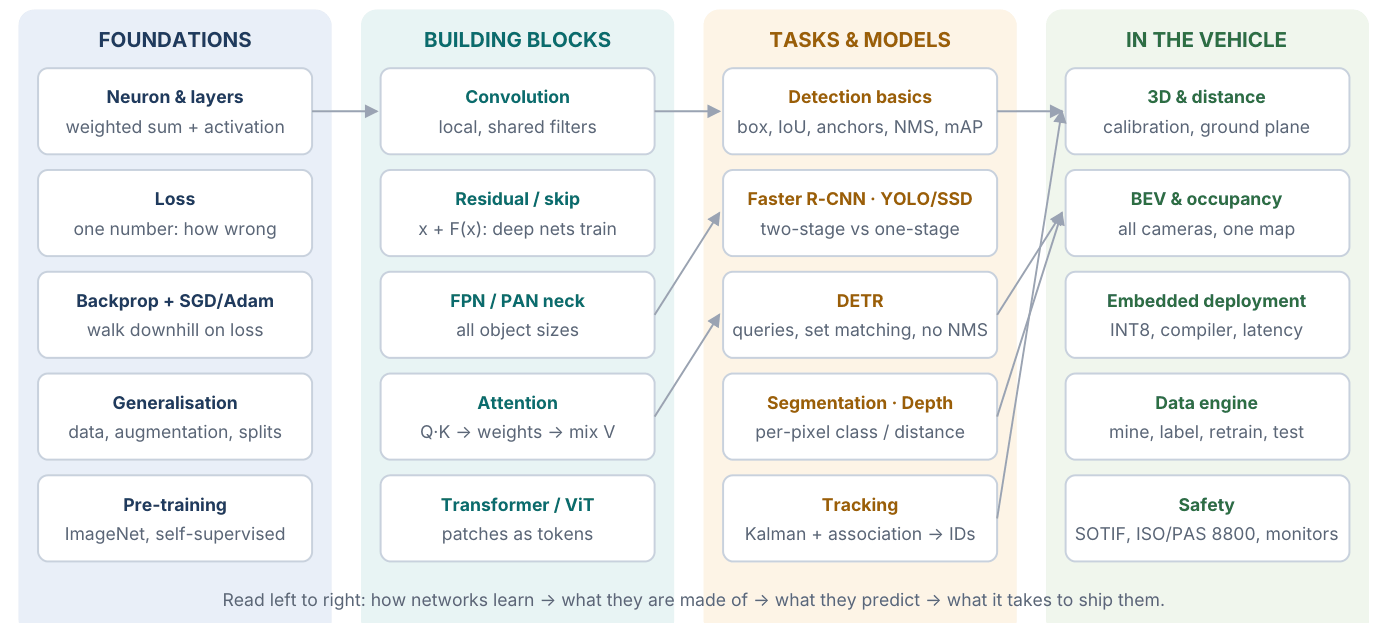 FOUNDATIONS
Neuron & layers
weighted sum + activation
Loss
one number: how wrong
Backprop + SGD/Adam
walk downhill on loss
Generalisation
data, augmentation, splits
Pre-training
ImageNet, self-supervised
BUILDING BLOCKS
Convolution
local, shared filters
Residual / skip
x + F(x): deep nets train
FPN / PAN neck
all object sizes
Attention
Q·K → weights → mix V
Transformer / ViT
patches as tokens
TASKS & MODELS
Detection basics
box, IoU, anchors, NMS, mAP
Faster R-CNN · YOLO/SSD
two-stage vs one-stage
DETR
queries, set matching, no NMS
Segmentation · Depth
per-pixel class / distance
Tracking
Kalman + association → IDs
IN THE VEHICLE
3D & distance
calibration, ground plane
BEV & occupancy
all cameras, one map
Embedded deployment
INT8, compiler, latency
Data engine
mine, label, retrain, test
Safety
SOTIF, ISO/PAS 8800, monitors
Read left to right: how networks learn → what they are made of → what they predict → what it takes to ship them.